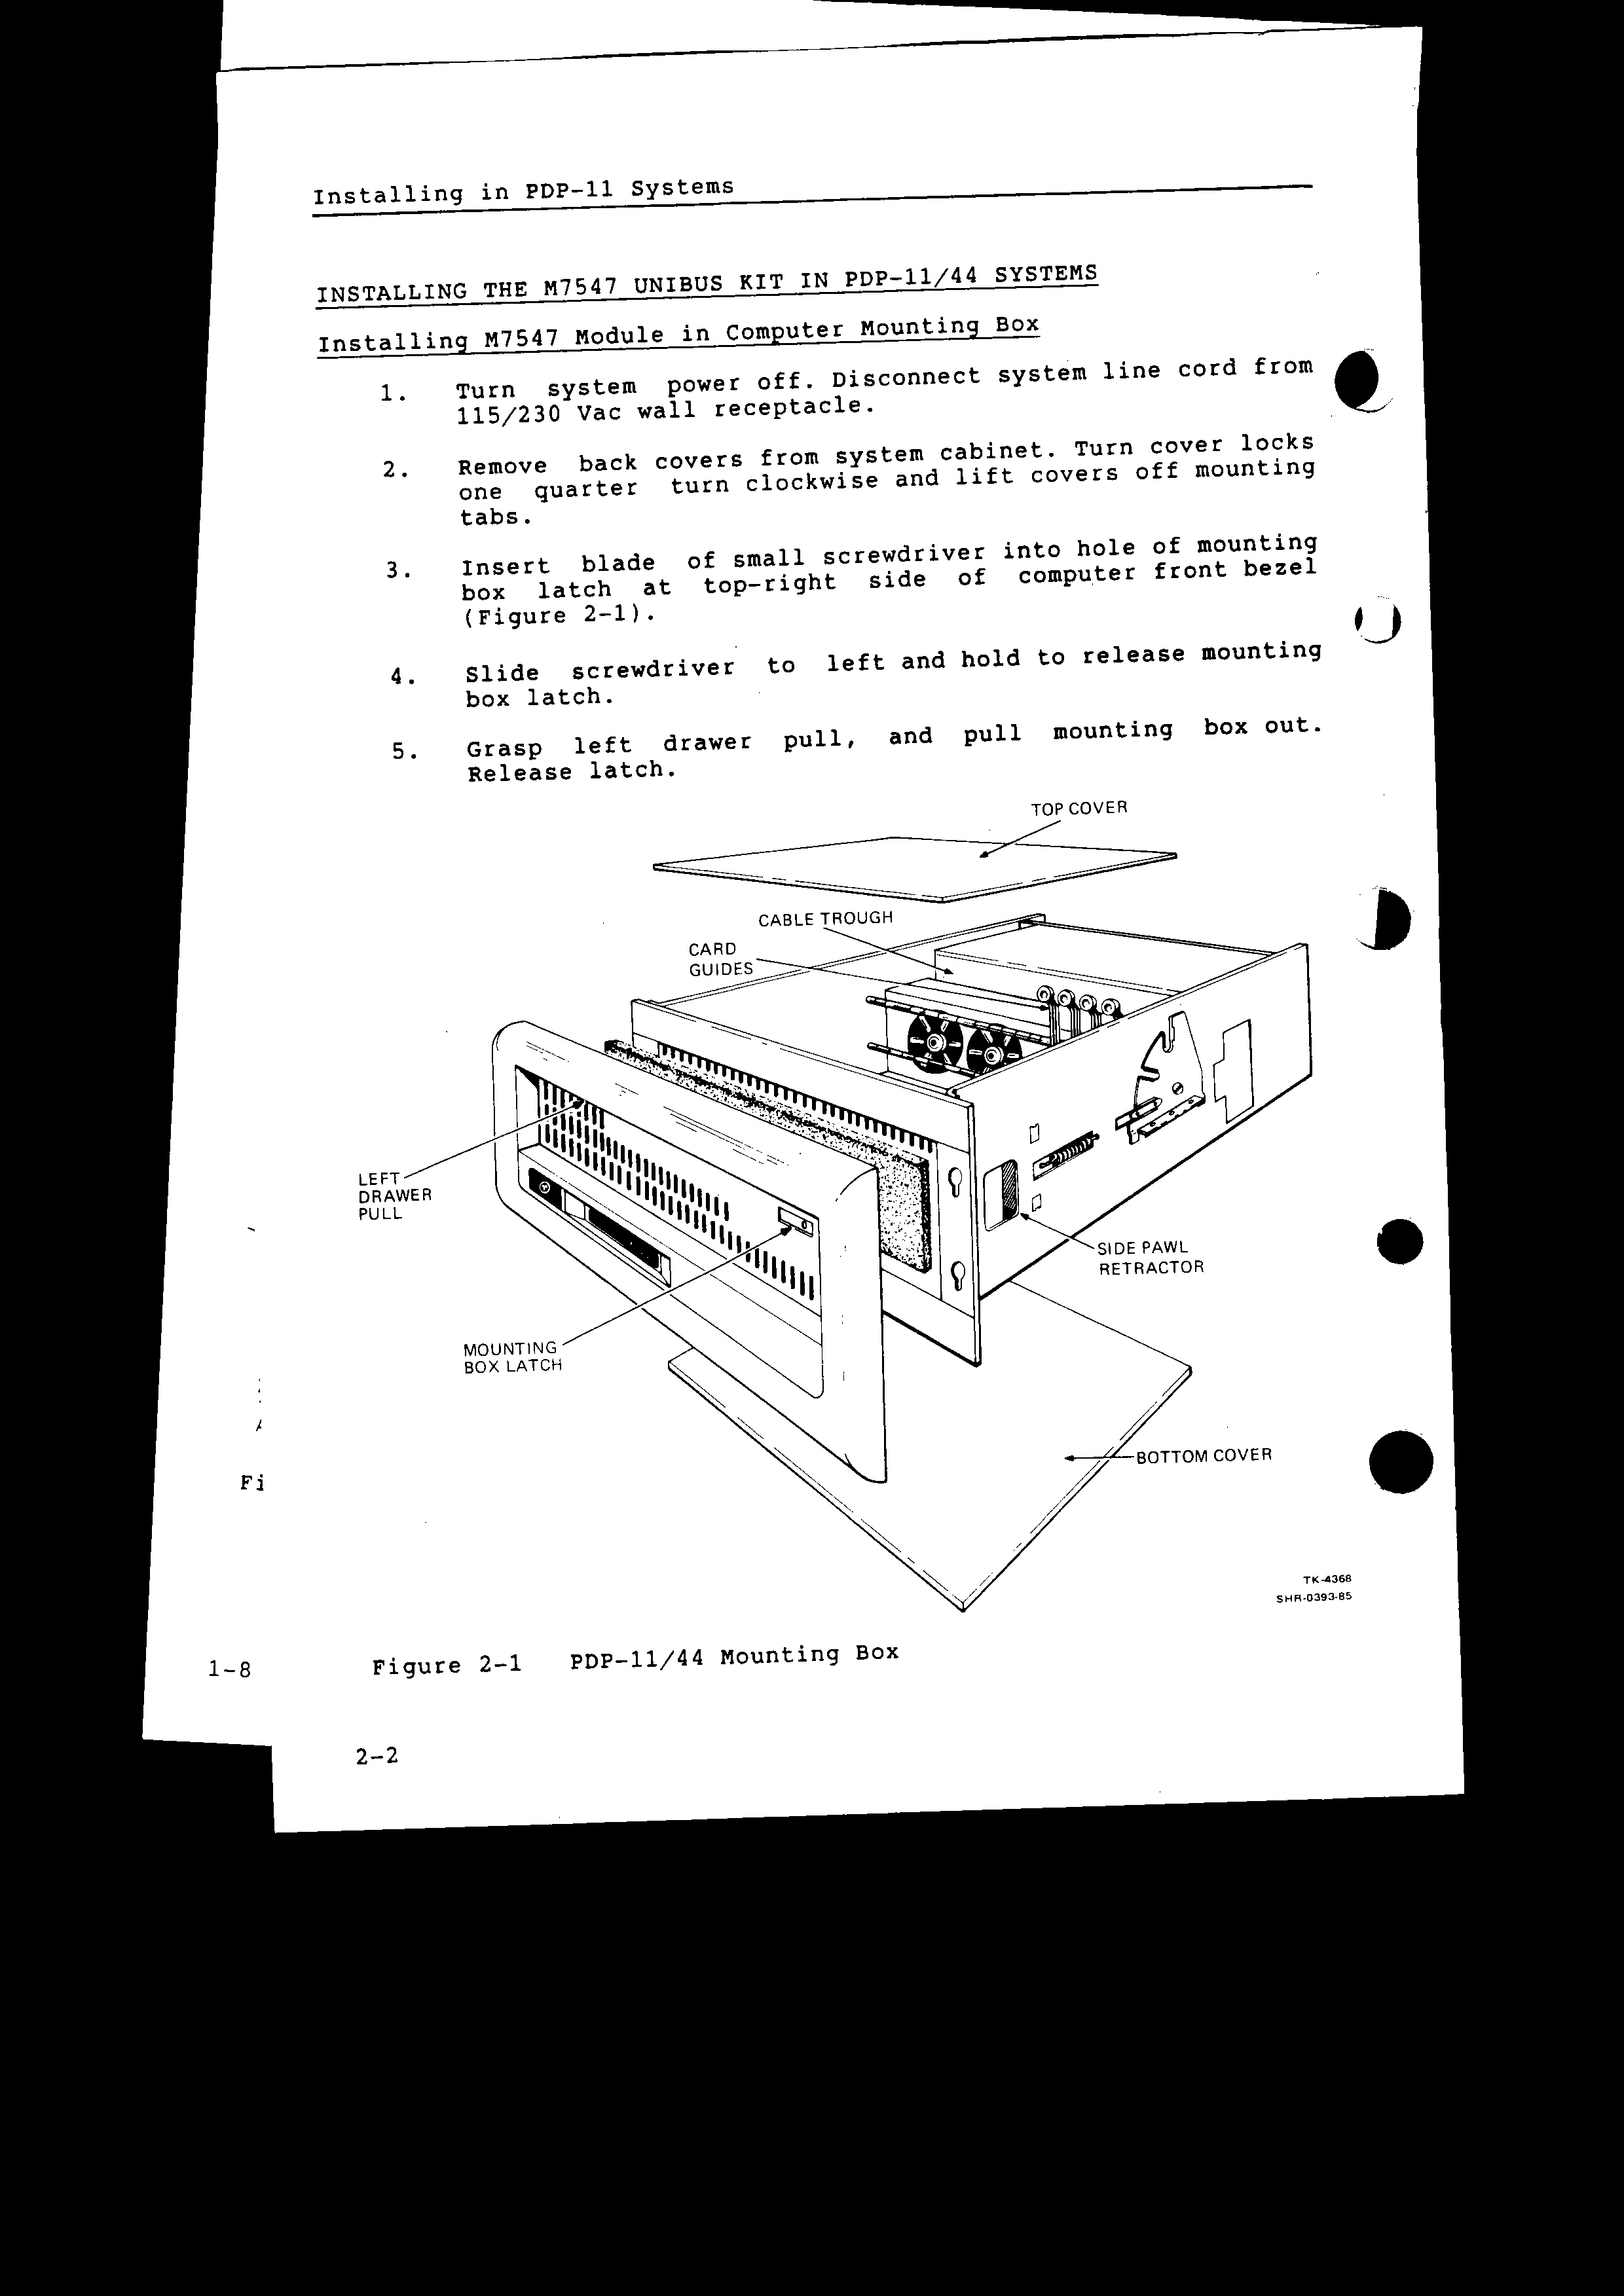 Installing in PDP-11 Systems
INSTALLING THE M7547 UNIBUS KIT IN PDP-11/44 SYSTEMS
Installing M7547 Module in Computer Mounting Box
1. Turn system power off. Disconnect system line cord from
115/230 Vac wall receptacle.
2. Remove back covers from system cabinet. Turn cover locks
one quarter turn clockwise and lift covers off mounting
tabs.
3. Insert blade of small screwdriver into hole of mounting
box latch at top-right side of computer front bezel
(Figure 2-1).
4. Slide screwdriver to left and hold to release mounting
box latch.
5. Grasp left drawer pull, and pull mounting box out.
Release latch.
TOP COVER
CABLE TROUGH
CARD
GUIDES
LEFT
DRAWER
PULL
SIDE PAWL
RETRACTOR
MOUNTING
BOX LATCH
BOTTOM COVER
Fi
TK-4368
SHR-0393-85
1-8
Figure 2-1 PDP-11/44 Mounting Box
2-2